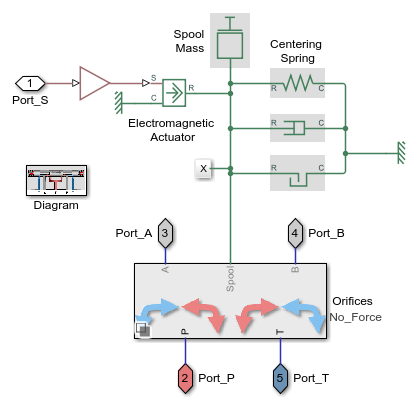 Spool
Mass
Centering
Spring
1
Port_S
S
C
R
Electromagnetic
Actuator
R
C
R
C
R
C
X
Diagram
Port_A
3
4
Port_B
A
Spool
B
P
T
Orifices
No_Force
2
Port_P
5
Port_T